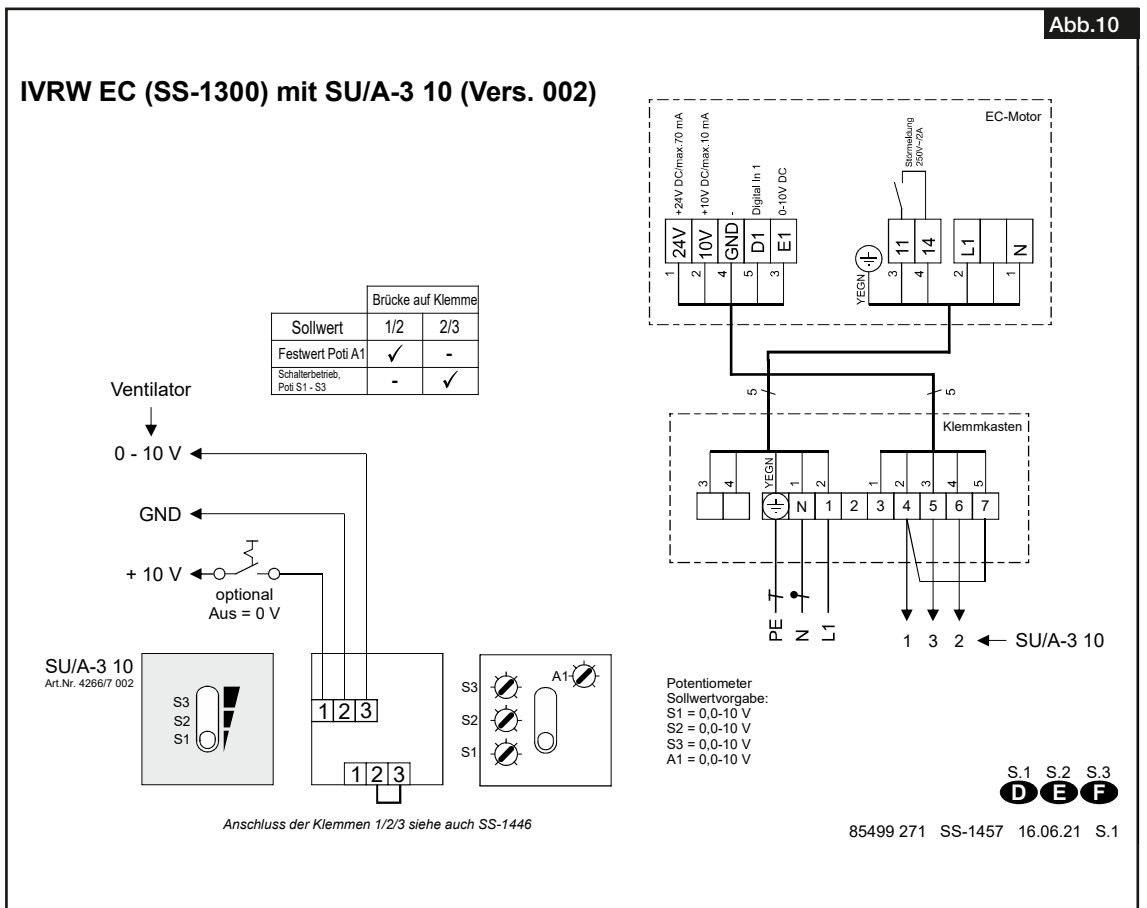 Abb.10
IVRW EC (SS-1300) mit SU/A-3 10 (Vers. 002)
EC-Motor
+24V DC/max.70 mA
+10V DC/max.10 mA
-
Digital In 1
0-10V DC
Störmeldung
250V~/2A
24V 10V GND D1 E1
11 14
L1 N
1 2 4 5 3
YEGN
3 4 2 1
Brücke auf Klemme
Sollwert 1/2 2/3
Festwert Poti A1 ✓ -
Schalterbetrieb,
Poti S1 - S3 - ✓
5 5
Klemmkasten
3 4 YEGN 1 2 1 2 3 4 5
N 1 2 3 4 5 6 7
PE N L1
1 3 2 SU/A-3 10
Ventilator
0 - 10 V
GND
+ 10 V
optional
Aus = 0 V
SU/A-3 10
Art.Nr. 4266/7 002
S3
S2
S1
1 2 3
1 2 3
A1
S3
S2
S1
Anschluss der Klemmen 1/2/3 siehe auch SS-1446
Potentiometer
Sollwertvorgabe:
S1 = 0,0-10 V
S2 = 0,0-10 V
S3 = 0,0-10 V
A1 = 0,0-10 V
S.1 S.2 S.3
D E F
85499 271 SS-1457 16.06.21 S.1